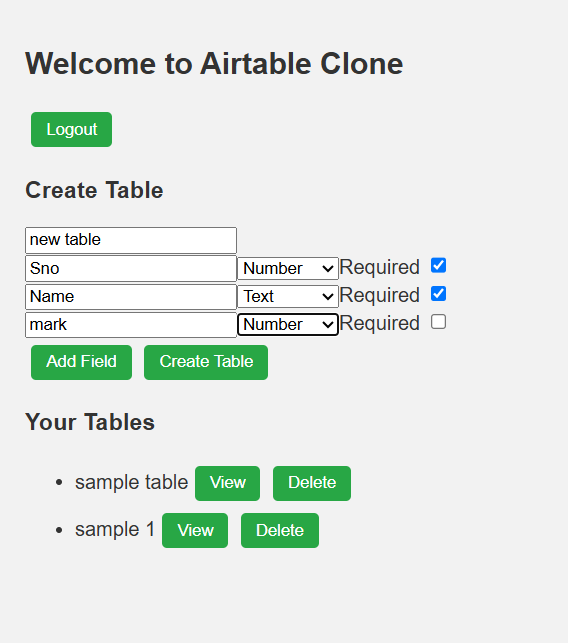 Welcome to Airtable Clone
Logout
Create Table
new table
Sno Number Required
Name Text Required
mark Number Required
Add Field Create Table
Your Tables
sample table View Delete
sample 1 View Delete